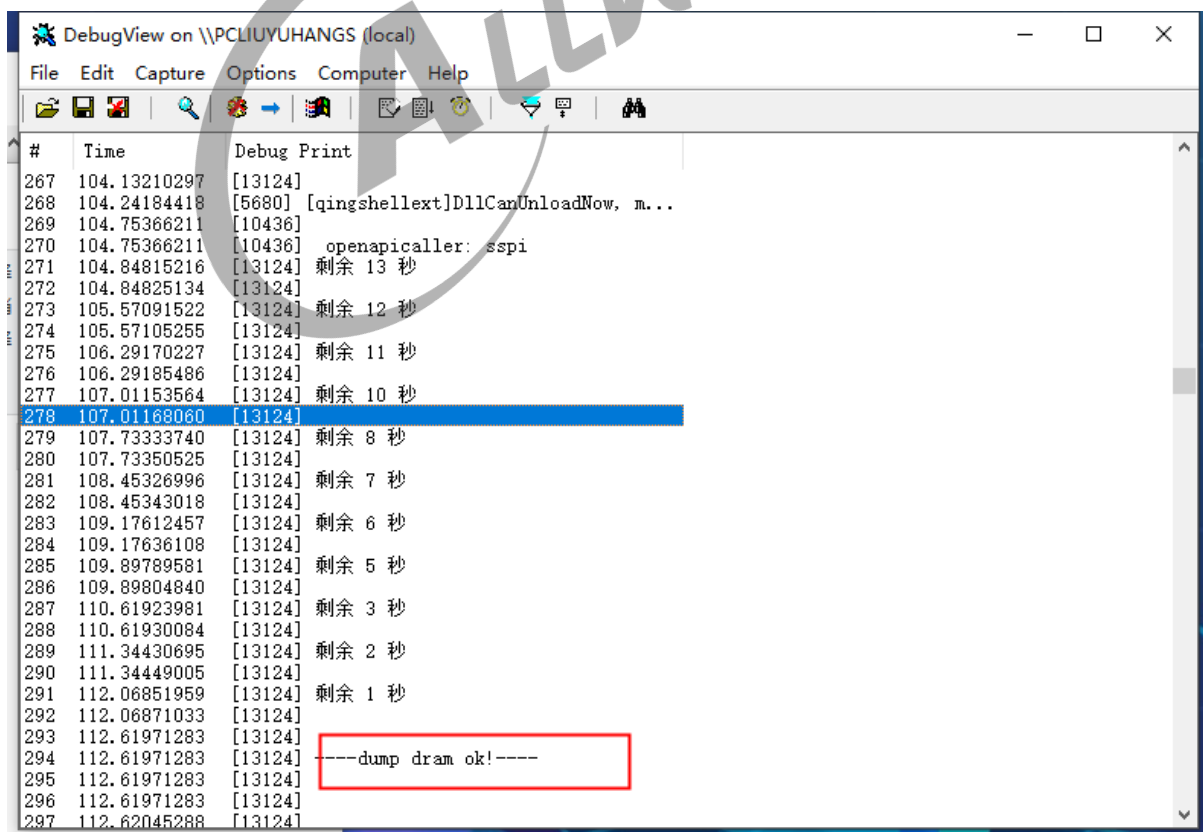 DebugView on \\PCLIUYUHANGS (local)
File Edit Capture Options Computer Help
# Time Debug Print
267 104.13210297 [13124]
268 104.24184418 [5680] [qingshellext]DllCanUnloadNow, m...
269 104.75366211 [10436]
270 104.75366211 [10436] openapicaller: sspi
271 104.84815216 [13124] 剩余 13 秒
272 104.84825134 [13124]
273 105.57091522 [13124] 剩余 12 秒
274 105.57105255 [13124]
275 106.29170227 [13124] 剩余 11 秒
276 106.29185486 [13124]
277 107.01153564 [13124] 剩余 10 秒
278 107.01168060 [13124]
279 107.73333740 [13124] 剩余 8 秒
280 107.73350525 [13124]
281 108.45326996 [13124] 剩余 7 秒
282 108.45343018 [13124]
283 109.17612457 [13124] 剩余 6 秒
284 109.17636108 [13124]
285 109.89789581 [13124] 剩余 5 秒
286 109.89804840 [13124]
287 110.61923981 [13124] 剩余 3 秒
288 110.61930084 [13124]
289 111.34430695 [13124] 剩余 2 秒
290 111.34449005 [13124]
291 112.06851959 [13124] 剩余 1 秒
292 112.06871033 [13124]
293 112.61971283 [13124]
294 112.61971283 [13124] ----dump dram ok!----
295 112.61971283 [13124]
296 112.61971283 [13124]
297 112.62045288 [13124]